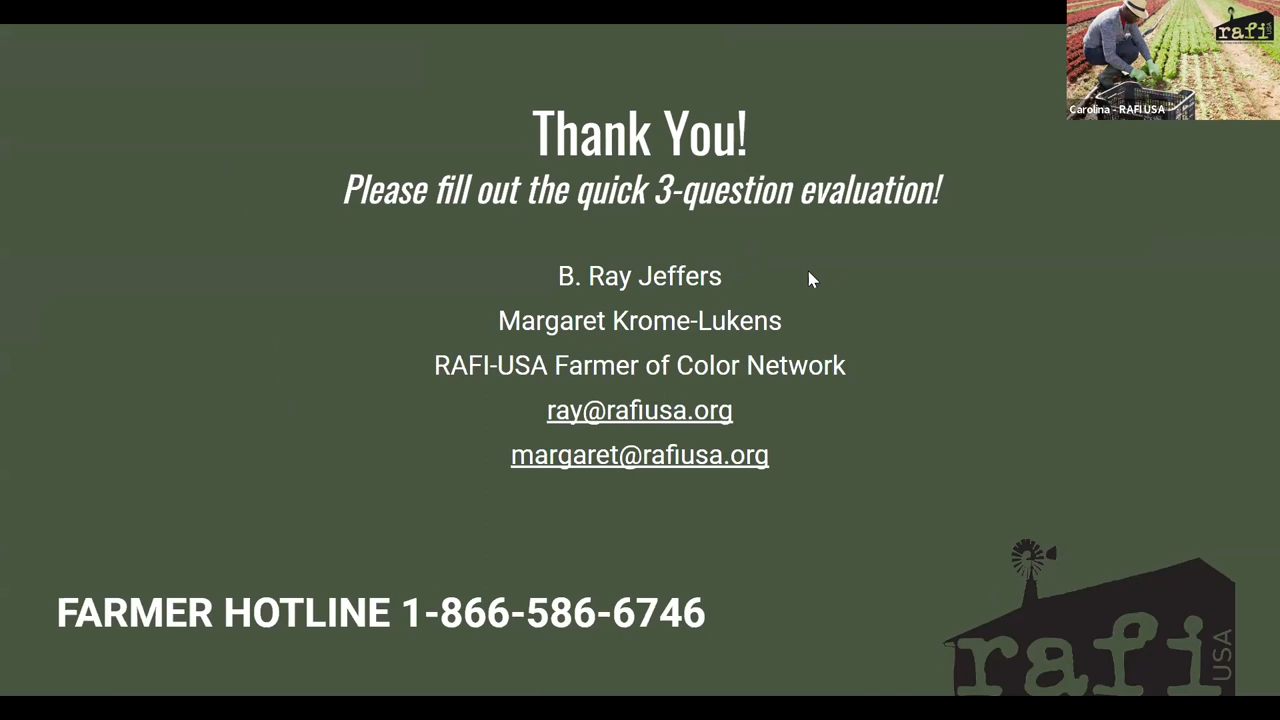 rafi
USA
Carolina - RAFI USA
Thank You!
Please fill out the quick 3-question evaluation!
B. Ray Jeffers
Margaret Krome-Lukens
RAFI-USA Farmer of Color Network
ray@rafiusa.org
margaret@rafiusa.org
FARMER HOTLINE 1-866-586-6746
rafi
USA